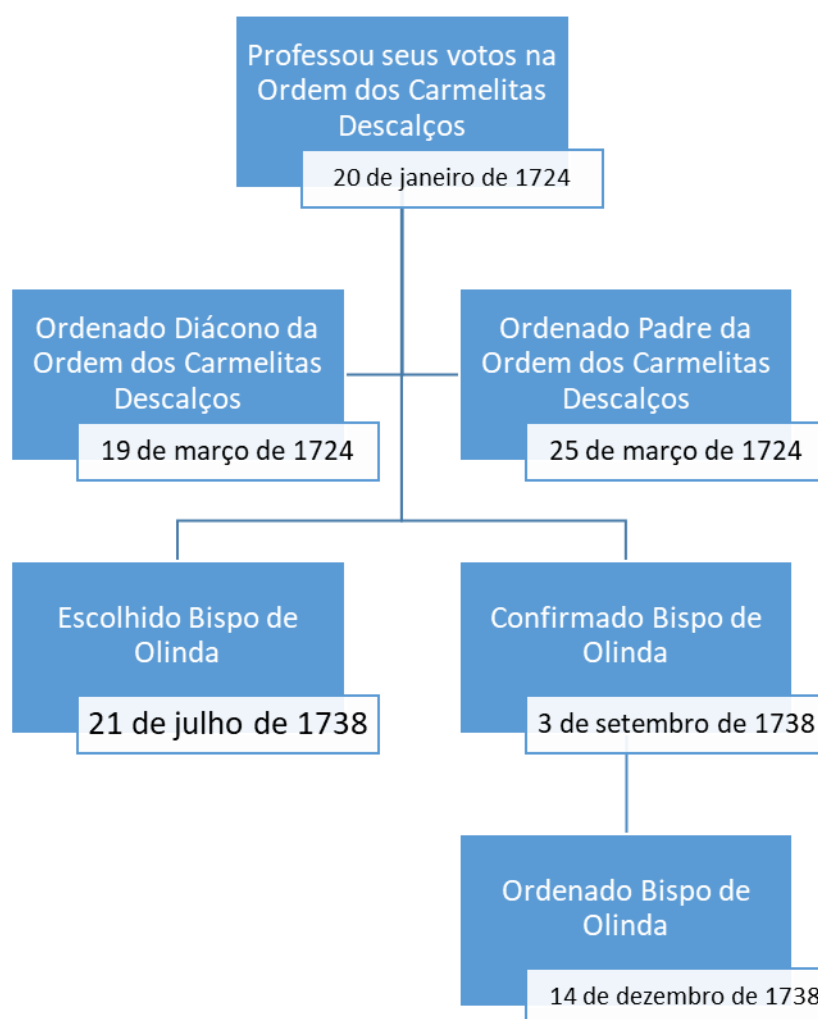 Professou seus votos na
Ordem dos Carmelitas
Descalços
20 de janeiro de 1724
Ordenado Diácono da
Ordem dos Carmelitas
Descalços
19 de março de 1724
Ordenado Padre da
Ordem dos Carmelitas
Descalços
25 de março de 1724
Escolhido Bispo de
Olinda
21 de julho de 1738
Confirmado Bispo de
Olinda
3 de setembro de 1738
Ordenado Bispo de
Olinda
14 de dezembro de 1738